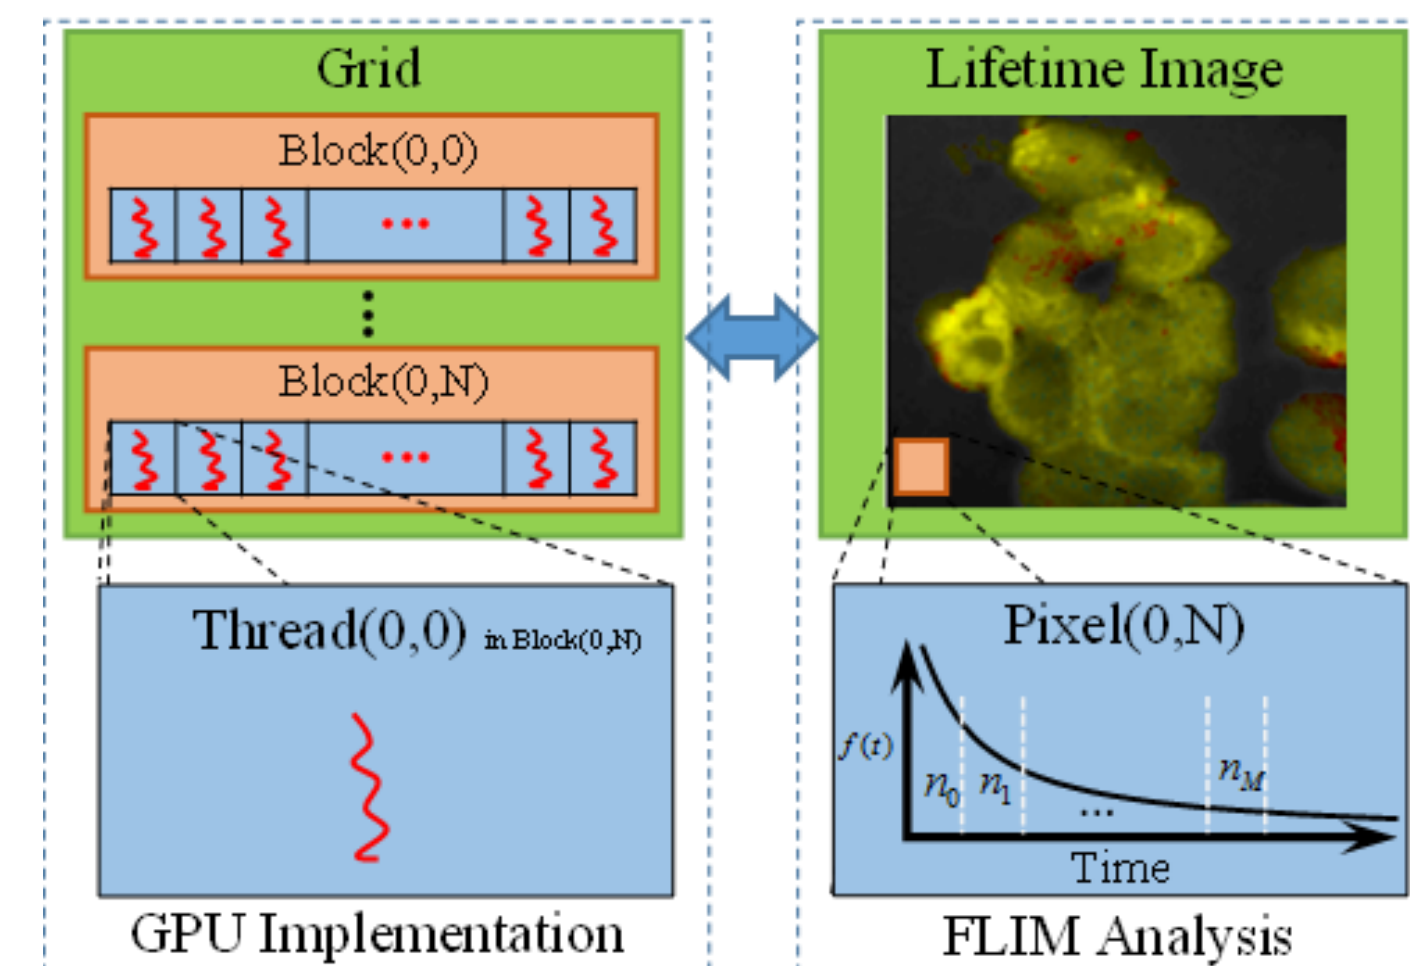 Grid
Block(0,0)
...
Block(0,N)
...
Thread(0,0) in Block(0,N)
GPU Implementation
Lifetime Image
Pixel(0,N)
f(t)
n0 n1 ... nM
Time
FLIM Analysis